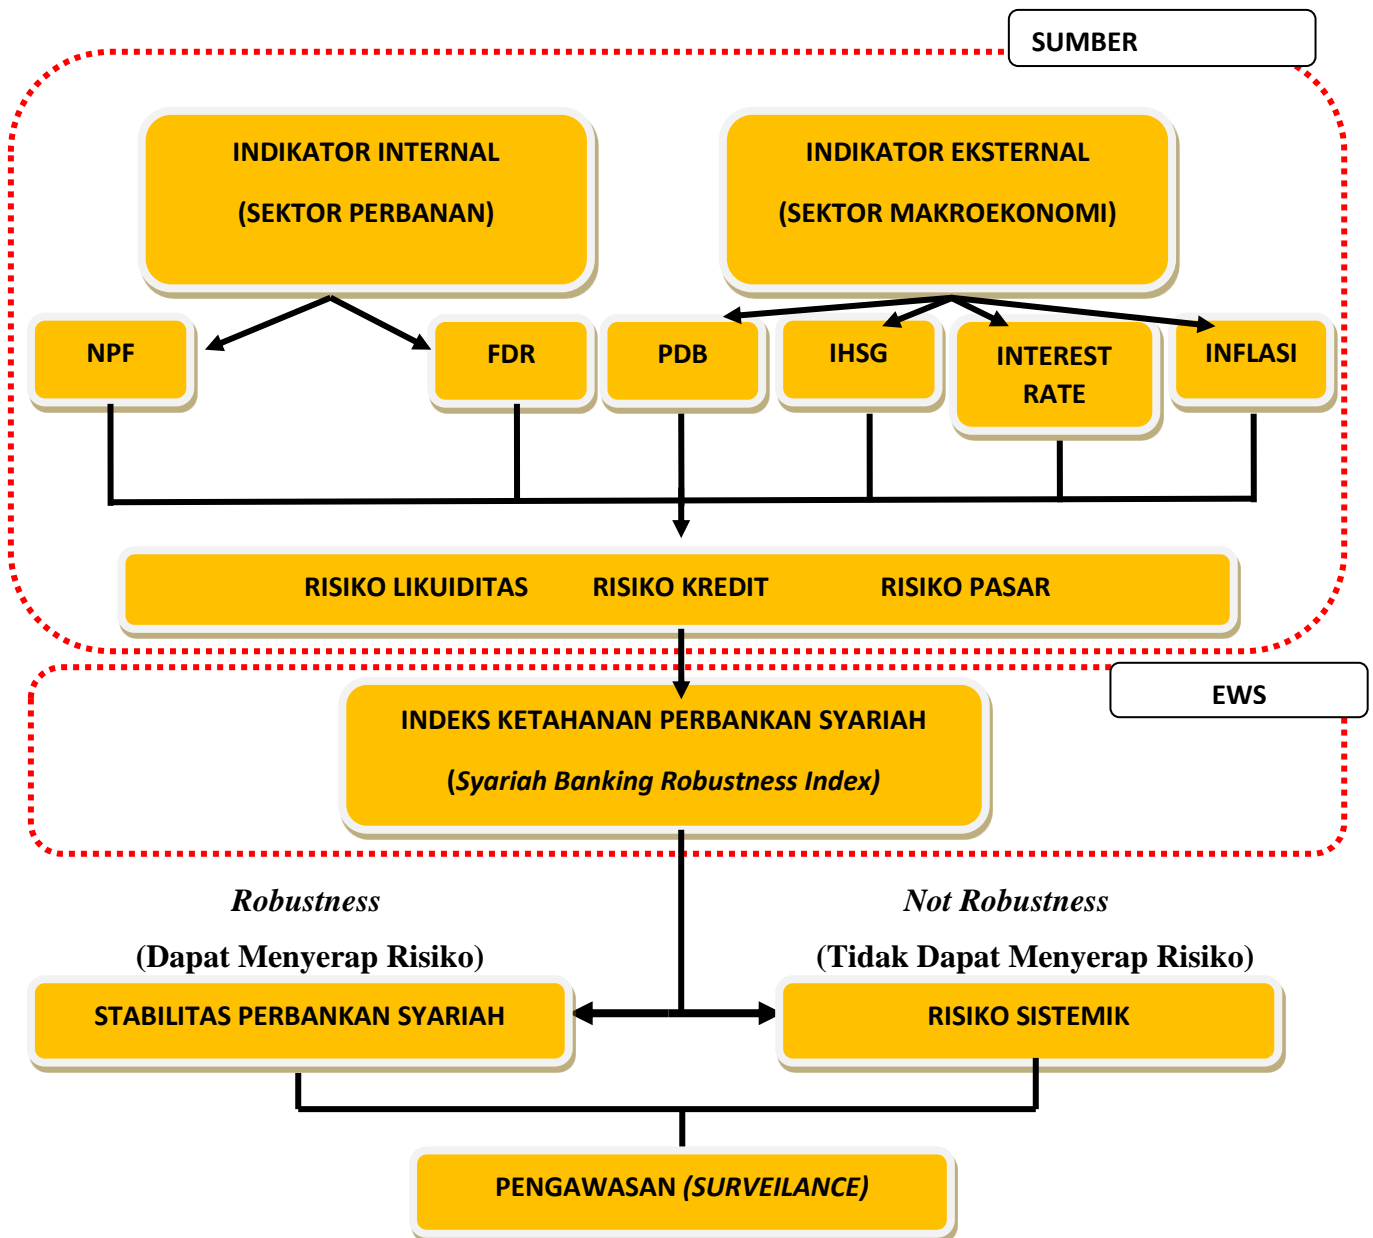 SUMBER
INDIKATOR INTERNAL
(SEKTOR PERBANAN)
INDIKATOR EKSTERNAL
(SEKTOR MAKROEKONOMI)
NPF
FDR
PDB
IHSG
INTEREST
RATE
INFLASI
RISIKO LIKUIDITAS RISIKO KREDIT RISIKO PASAR
EWS
INDEKS KETAHANAN PERBANKAN SYARIAH
(Syariah Banking Robustness Index)
Robustness
(Dapat Menyerap Risiko)
Not Robustness
(Tidak Dapat Menyerap Risiko)
STABILITAS PERBANKAN SYARIAH
RISIKO SISTEMIK
PENGAWASAN (SURVEILANCE)